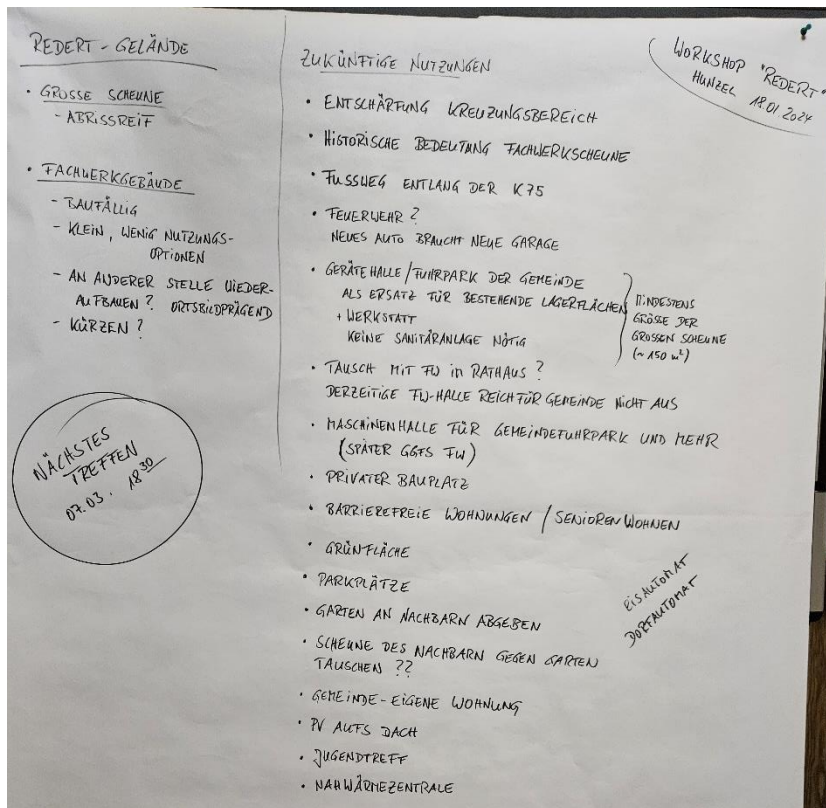 REDERT-GELÄNDE
• GROSSE SCHEUNE
- ABRISSREIF
• FACHWERKGEBÄUDE
- BAUFÄLLIG
- KLEIN, WENIG NUTZUNGS-
OPTIONEN
- AN ANDERER STELLE WIEDER-
AUFBAUEN? ORTSBILDPRÄGEND
- KÜRZEN?
NÄCHSTES
TREFFEN
07.03. 18³⁰
ZUKÜNFTIGE NUTZUNGEN
• ENTSCHÄRFUNG KREUZUNGSBEREICH
• HISTORISCHE BEDEUTUNG FACHWERKSCHEUNE
• FUSSWEG ENTLANG DER K75
• FEUERWEHR?
NEUES AUTO BRAUCHT NEUE GARAGE
• GERÄTEHALLE/FUHRPARK DER GEMEINDE
ALS ERSATZ FÜR BESTEHENDE LAGERFLÄCHEN
+ WERKSTATT
KEINE SANITÄRANLAGE NÖTIG
MINDESTENS
GRÖSSE DER
GROSSEN SCHEUNE
(~150 m²)
• TAUSCH MIT FW in RATHAUS?
DERZEITIGE FW-HALLE REICH FÜR GEMEINDE NICHT AUS
• MASCHINENHALLE FÜR GEMEINDEFUHRPARK UND MEHR
(SPÄTER GGFS FW)
• PRIVATER BAUPLATZ
• BARRIEREFREIE WOHNUNGEN / SENIORENWOHNEN
• GRÜNFLÄCHE
• PARKPLÄTZE
• GARTEN AN NACHBARN ABGEBEN
• SCHEUNE DES NACHBARN GEGEN GARTEN
TAUSCHEN ??
• GEMEINDE-EIGENE WOHNUNG
• PV AUFS DACH
• JUGENDTREFF
• NAHWÄRMEZENTRALE
WORKSHOP "REDERT"
HUNZEL 18.01.2024
EISAUTOMAT
DORFAUTOMAT